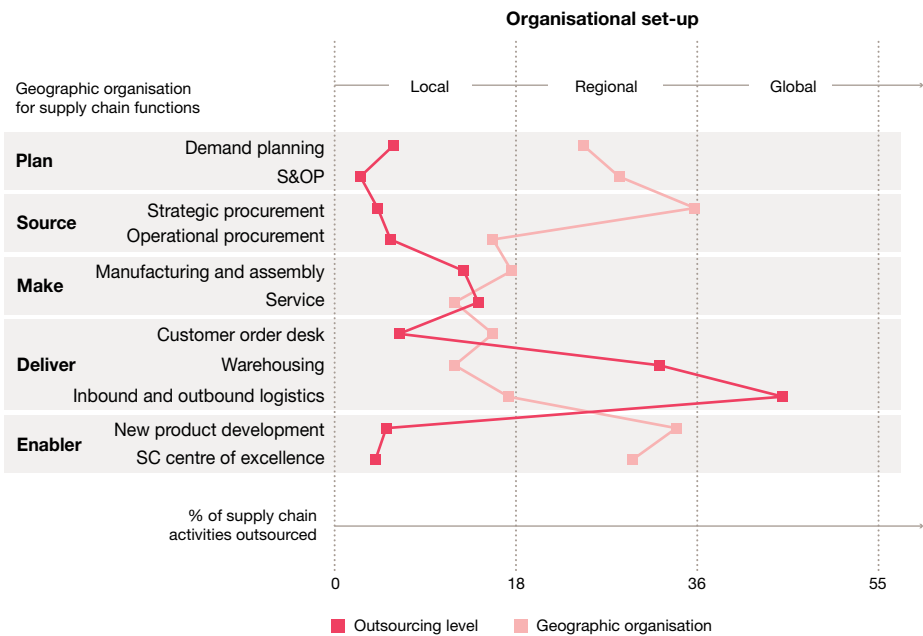 Organisational set-up
Geographic organisation
for supply chain functions
Local
Regional
Global
Plan
Demand planning
S&OP
Source
Strategic procurement
Operational procurement
Make
Manufacturing and assembly
Service
Deliver
Customer order desk
Warehousing
Inbound and outbound logistics
Enabler
New product development
SC centre of excellence
% of supply chain
activities outsourced
0 18 36 55
Outsourcing level
Geographic organisation